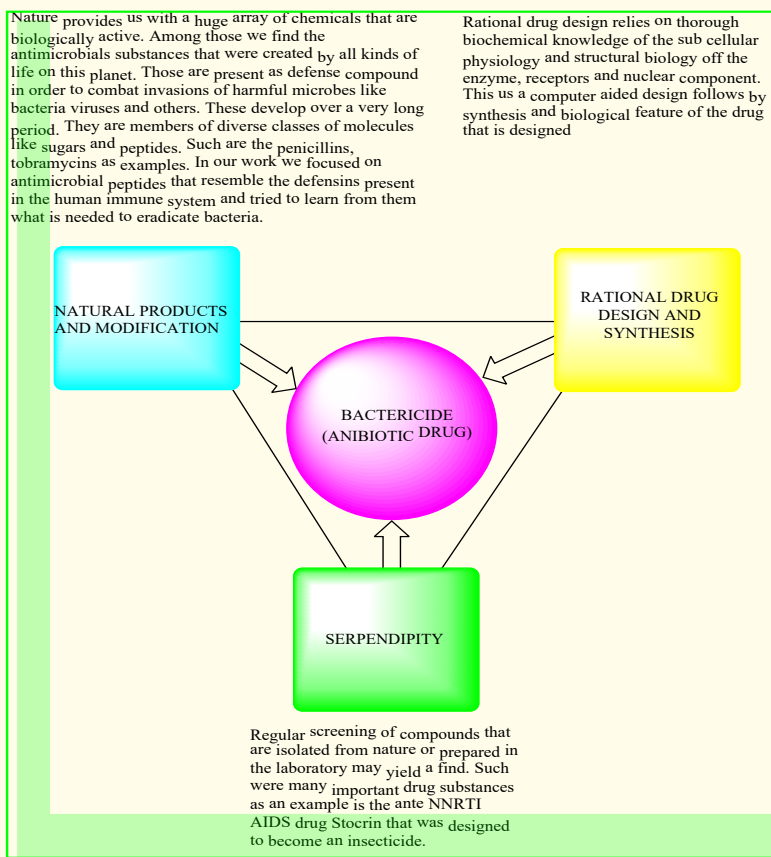 Nature provides us with a huge array of chemicals that are
biologically active. Among those we find the
antimicrobials substances that were created by all kinds of
life on this planet. Those are present as defense compound
in order to combat invasions of harmful microbes like
bacteria viruses and others. These develop over a very long
period. They are members of diverse classes of molecules
like sugars and peptides. Such are the penicillins,
tobramycins as examples. In our work we focused on
antimicrobial peptides that resemble the defensins present
in the human immune system and tried to learn from them
what is needed to eradicate bacteria.
Rational drug design relies on thorough
biochemical knowledge of the sub cellular
physiology and structural biology off the
enzyme, receptors and nuclear component.
This us a computer aided design follows by
synthesis and biological feature of the drug
that is designed
NATURAL PRODUCTS
AND MODIFICATION
RATIONAL DRUG
DESIGN AND
SYNTHESIS
BACTERICIDE
(ANIBIOTIC DRUG)
SERPENDIPITY
Regular screening of compounds that
are isolated from nature or prepared in
the laboratory may yield a find. Such
were many important drug substances
as an example is the ante NNRTI
AIDS drug Stocrin that was designed
to become an insecticide.